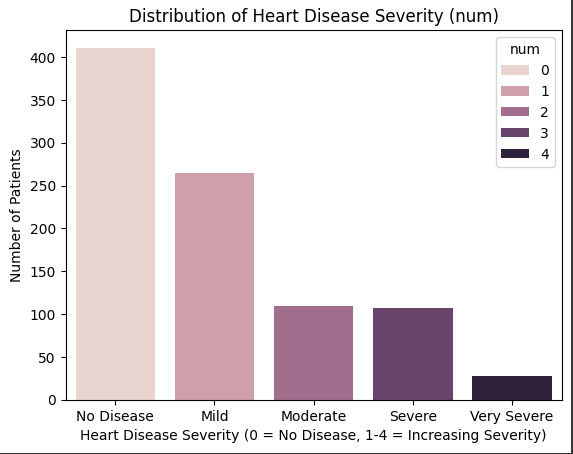 Distribution of Heart Disease Severity (num)
Number of Patients
400
350
300
250
200
150
100
50
0
num
0
1
2
3
4
No Disease Mild Moderate Severe Very Severe
Heart Disease Severity (0 = No Disease, 1-4 = Increasing Severity)